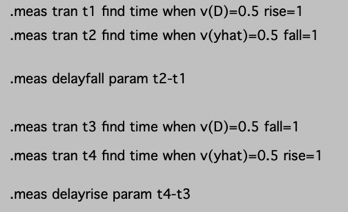 .meas tran t1 find time when v(D)=0.5 rise=1
.meas tran t2 find time when v(yhat)=0.5 fall=1
.meas delayfall param t2-t1
.meas tran t3 find time when v(D)=0.5 fall=1
.meas tran t4 find time when v(yhat)=0.5 rise=1
.meas delayrise param t4-t3